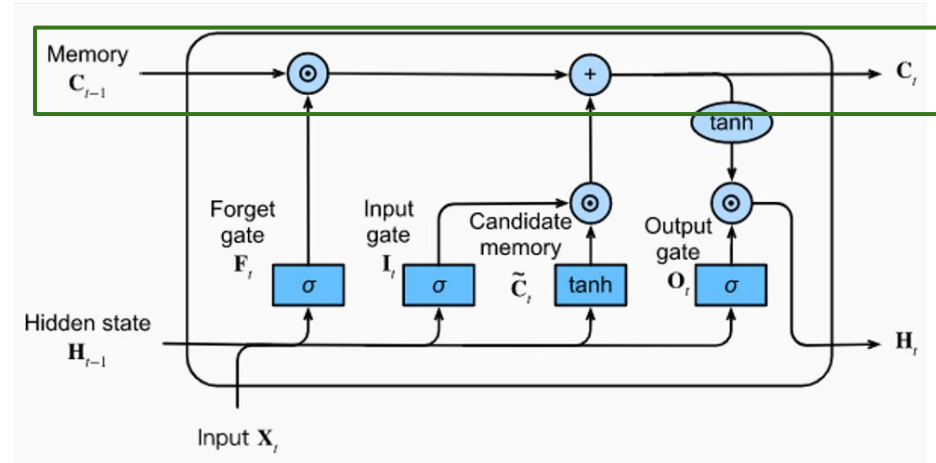 Memory
C_{t-1}
⊙
+
C_t
tanh
Forget
gate
F_t
Input
gate
I_t
Candidate
memory
C̃_t
⊙
Output
gate
O_t
⊙
σ
σ
tanh
σ
Hidden state
H_{t-1}
H_t
Input X_t